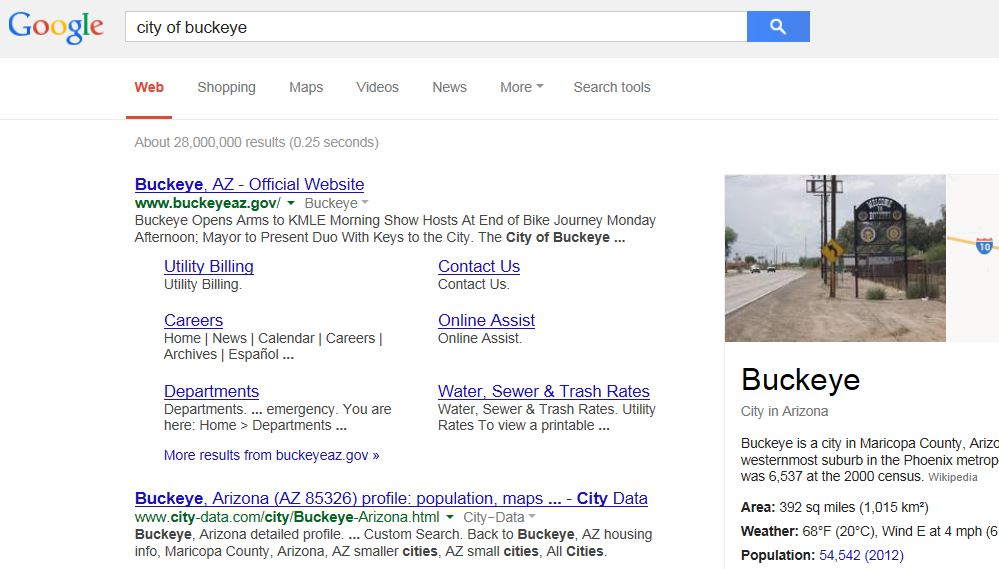 Google
city of buckeye
Web Shopping Maps Videos News More Search tools
About 28,000,000 results (0.25 seconds)
Buckeye, AZ - Official Website
www.buckeyeaz.gov/ Buckeye
Buckeye Opens Arms to KMLE Morning Show Hosts At End of Bike Journey Monday
Afternoon; Mayor to Present Duo With Keys to the City. The City of Buckeye ...
Utility Billing
Utility Billing.
Contact Us
Contact Us.
Careers
Home | News | Calendar | Careers |
Archives | Español ...
Online Assist
Online Assist.
Departments
Departments. ... emergency. You are
here: Home > Departments ...
Water, Sewer & Trash Rates
Water, Sewer & Trash Rates. Utility
Rates To view a printable ...
More results from buckeyeaz.gov »
Buckeye, Arizona (AZ 85326) profile: population, maps ... - City Data
www.city-data.com/city/Buckeye-Arizona.html City-Data
Buckeye, Arizona detailed profile. ... Custom Search. Back to Buckeye, AZ housing
info, Maricopa County, Arizona, AZ smaller cities, AZ small cities, All Cities.
WELCOME
10
Buckeye
City in Arizona
Buckeye is a city in Maricopa County, Arizo
westernmost suburb in the Phoenix metrop
was 6,537 at the 2000 census. Wikipedia
Area: 392 sq miles (1,015 km²)
Weather: 68°F (20°C), Wind E at 4 mph (6
Population: 54,542 (2012)